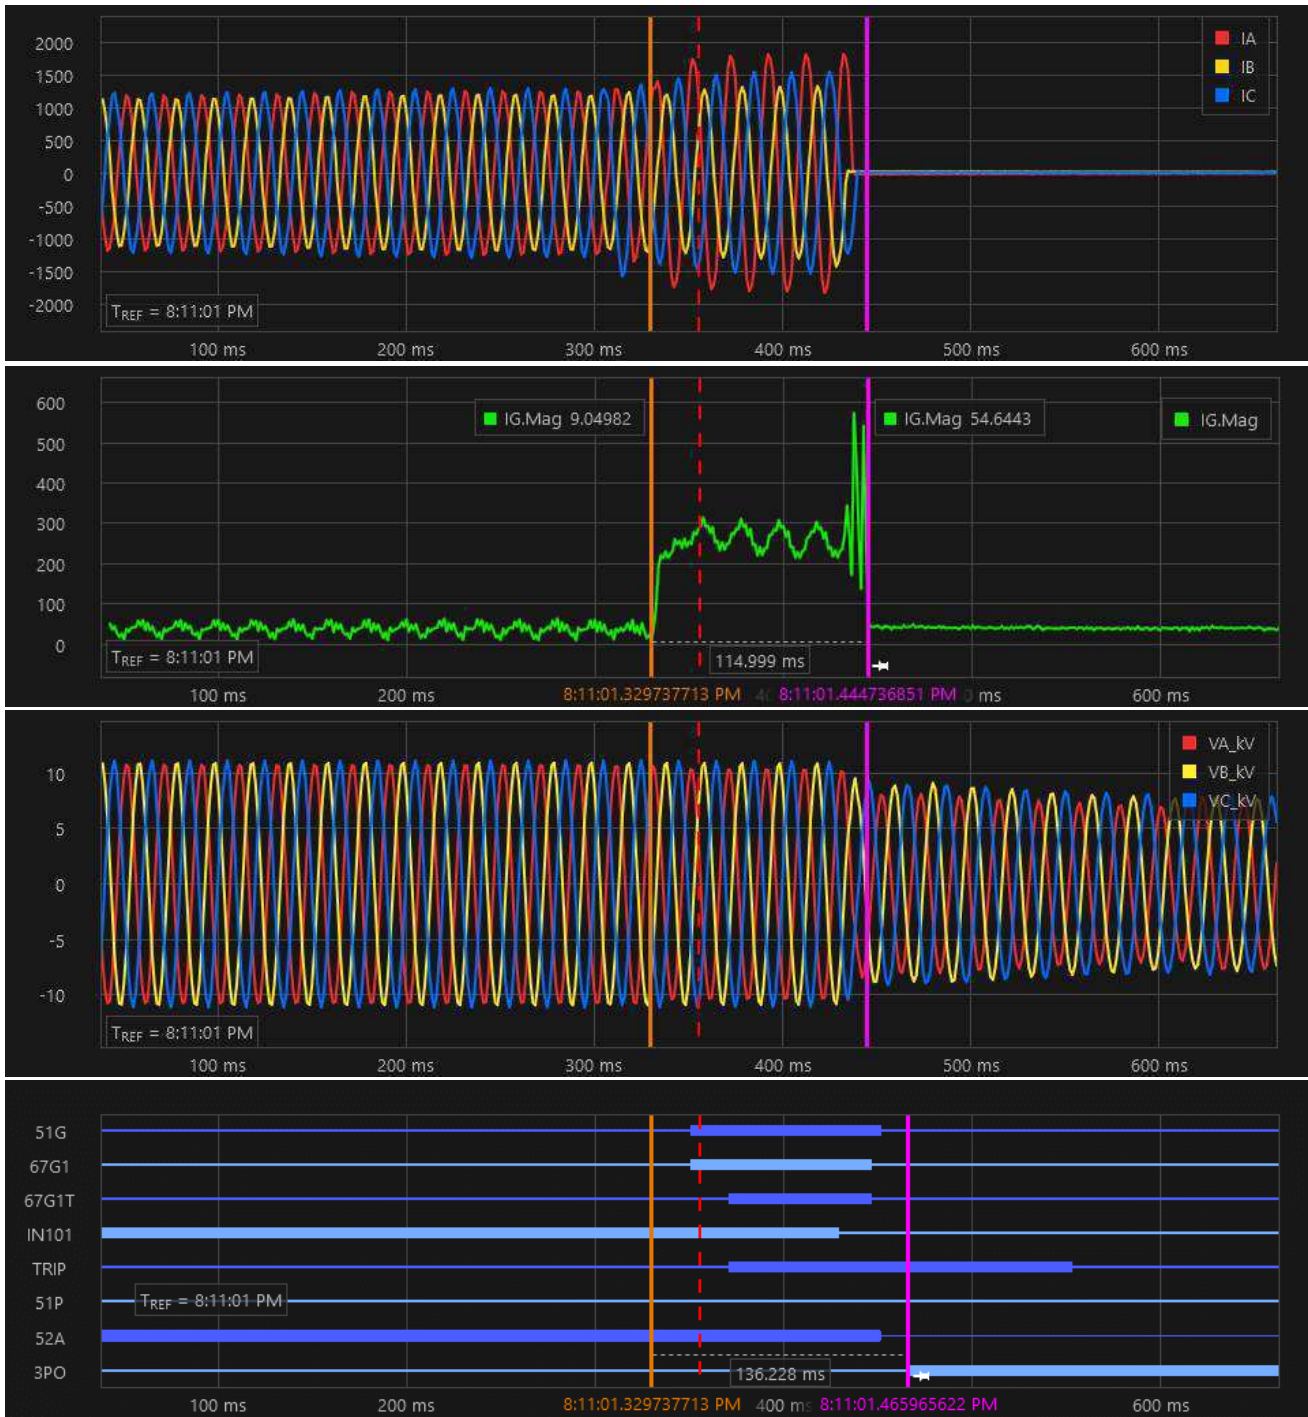 2000
1500
1000
500
0
-500
-1000
-1500
-2000
IA
IB
IC
TREF = 8:11:01 PM
100 ms 200 ms 300 ms 400 ms 500 ms 600 ms
600
500
400
300
200
100
0
IG.Mag 9.04982
IG.Mag 54.6443
IG.Mag
TREF = 8:11:01 PM
114.999 ms
100 ms 200 ms 8:11:01.329737713 PM 8:11:01.444736851 PM ms 600 ms
10
5
0
-5
-10
VA_kV
VB_kV
VC_kV
TREF = 8:11:01 PM
100 ms 200 ms 300 ms 400 ms 500 ms 600 ms
51G
67G1
67G1T
IN101
TRIP
51P
TREF = 8:11:01 PM
52A
3PO
136.228 ms
100 ms 200 ms 8:11:01.329737713 PM 400 ms 8:11:01.465965622 PM 600 ms